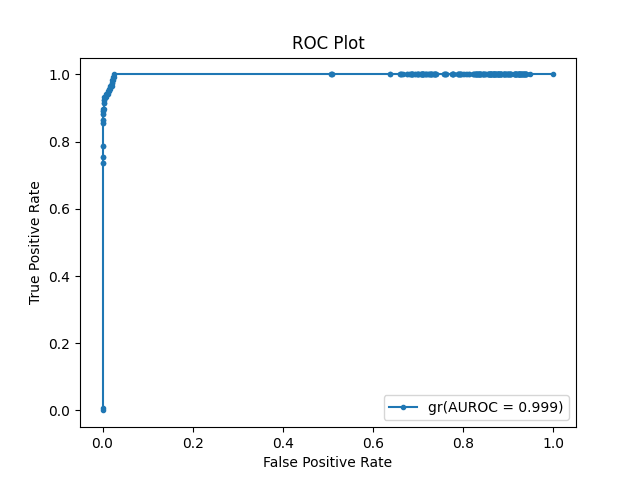 ROC Plot
True Positive Rate
1.0
0.8
0.6
0.4
0.2
0.0
gr(AUROC = 0.999)
0.0 0.2 0.4 0.6 0.8 1.0
False Positive Rate